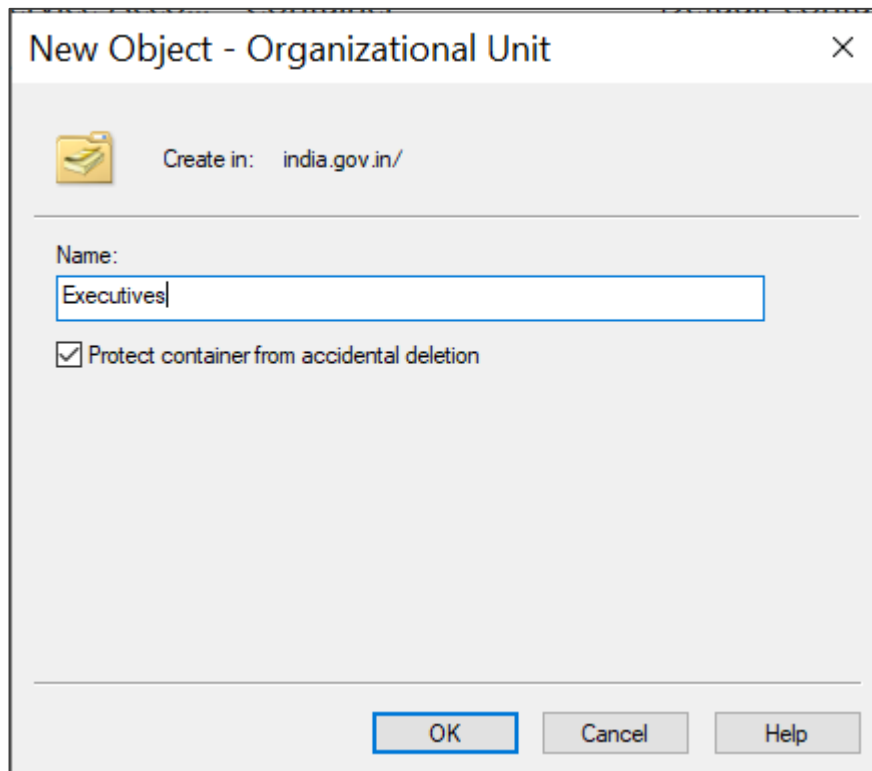 New Object - Organizational Unit
Create in: india.gov.in/
Name:
Executives
Protect container from accidental deletion
OK Cancel Help